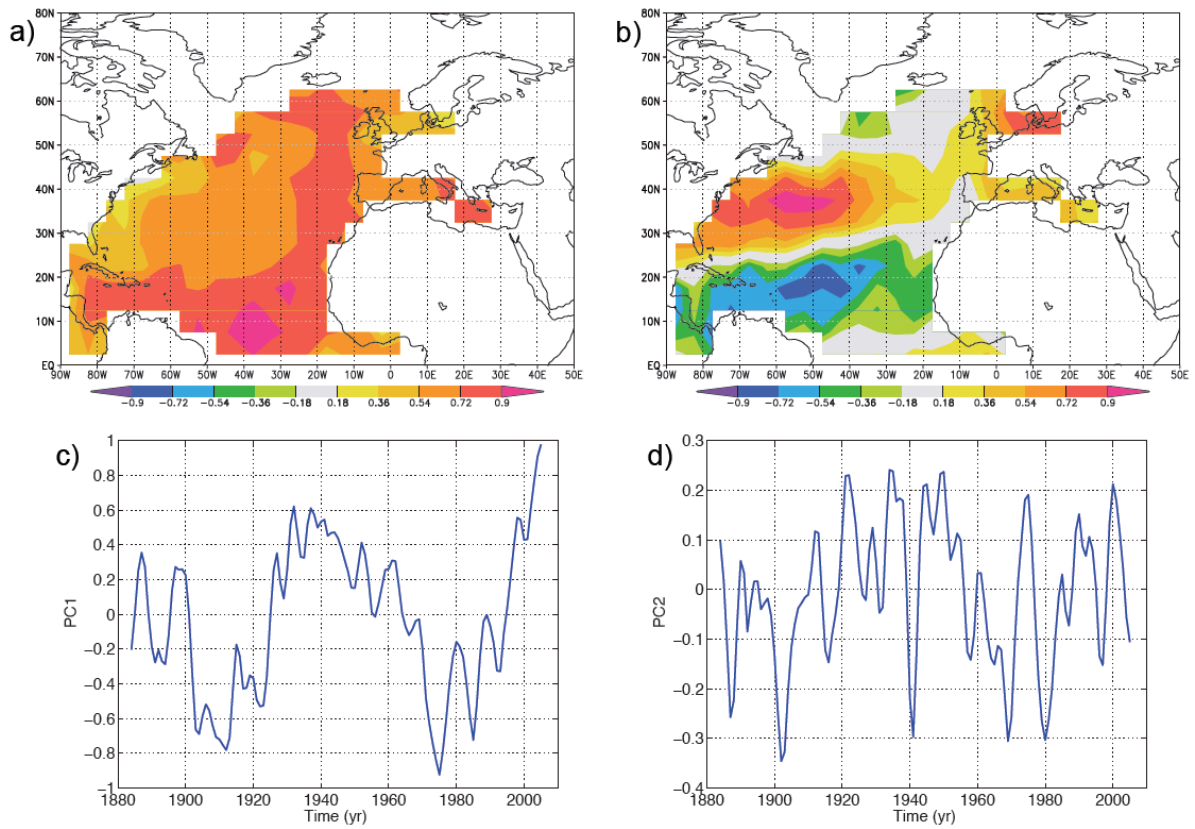 a)
80N
70N
60N
50N
40N
30N
20N
10N
EQ
90W 80W 70W 60W 50W 40W 30W 20W 10W 0 10E 20E 30E 40E 50E
−0.9 −0.72 −0.54 −0.36 −0.18 0.18 0.36 0.54 0.72 0.9
b)
80N
70N
60N
50N
40N
30N
20N
10N
EQ
90W 80W 70W 60W 50W 40W 30W 20W 10W 0 10E 20E 30E 40E 50E
−0.9 −0.72 −0.54 −0.36 −0.18 0.18 0.36 0.54 0.72 0.9
c)
PC1
1
0.8
0.6
0.4
0.2
0
−0.2
−0.4
−0.6
−0.8
−1
1880 1900 1920 1940 1960 1980 2000
Time (yr)
d)
PC2
0.3
0.2
0.1
0
−0.1
−0.2
−0.3
−0.4
1880 1900 1920 1940 1960 1980 2000
Time (yr)